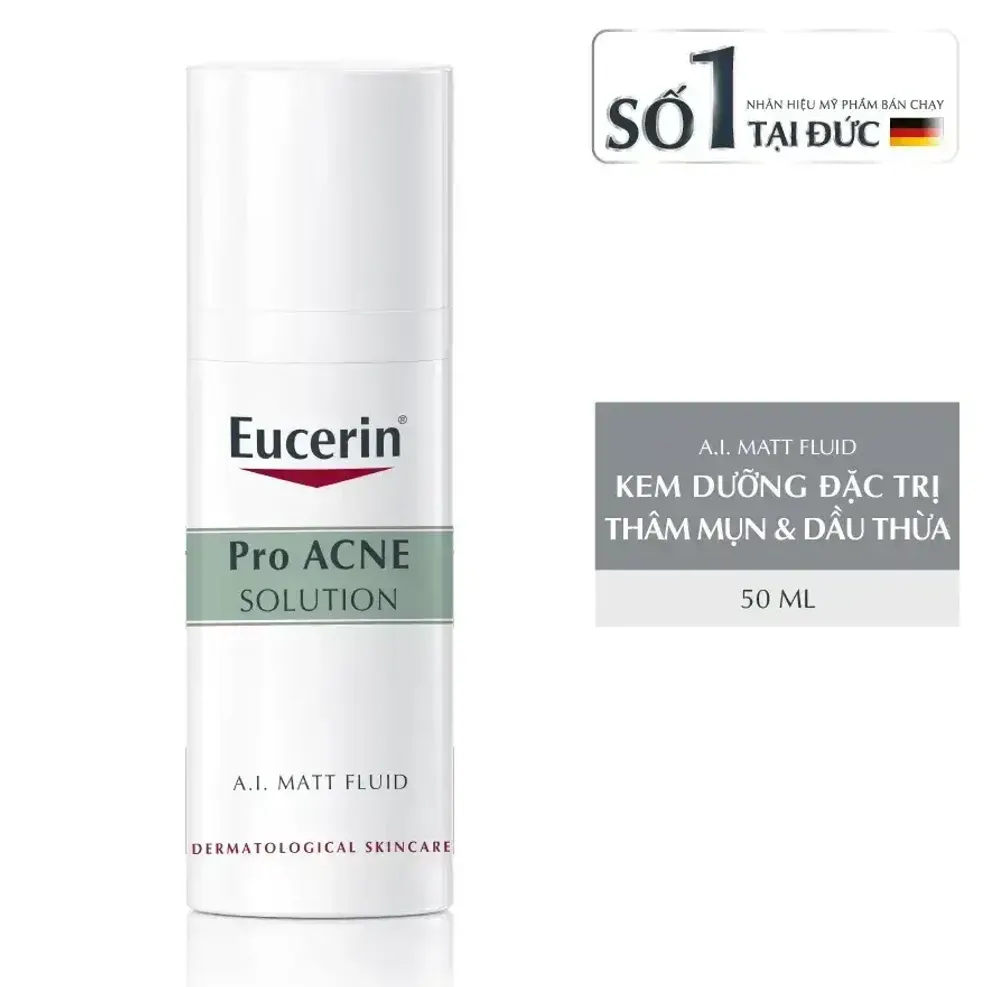 Eucerin®
Pro ACNE
SOLUTION
A.I. MATT FLUID
DERMATOLOGICAL SKINCARE
SỐ 1 NHÃN HIỆU MỸ PHẨM BÁN CHẠY
TẠI ĐỨC
A.I. MATT FLUID
KEM DƯỠNG ĐẶC TRỊ
THÂM MỤN & DẦU THỪA
50 ML